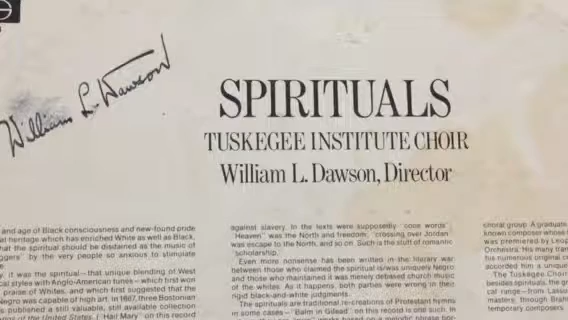 William L. Dawson
SPIRITUALS
TUSKEGEE INSTITUTE CHOIR
William L. Dawson, Director
and age of Black consciousness and new-found pride
heritage which has enriched White as well as Black,
that the spiritual should be disdained as the music of
by the very people so anxious to stimulate
it was the spiritual—that unique blending of West
cal styles with Anglo-American tunes—which first won
praise of Whites, and which first suggested that the
Negro was capable of high art. In 1867, three Bostonian
published a still valuable, still available collection
of the United States. I Hail Mary" on this record
against slavery. In the texts were supposedly "code words".
"Heaven" was the North and freedom; "crossing over Jordan"
was escape to the North, and so on. Such is the stuff of romantic
scholarship.
Even more nonsense has been written in the literary war
between those who claimed the spiritual is/was uniquely Negro
and those who maintained it was merely debased church music
of the whites. As it happens, both parties were wrong in their
rigid black-and-white judgments.
The spirituals are traditional re-creations of Protestant hymns
in some cases—"Balm in Gilead" on this record is one such. In
based on a melodic phrase
choral group. A graduate
known composer whose
was premiered by Leop
Orchestra. His many tran
his numerous original c
accorded him a unique
The Tuskegee Choir
besides spirituals, the gr
cal range—from Lassus
masters, through Brahm
temporary composers.